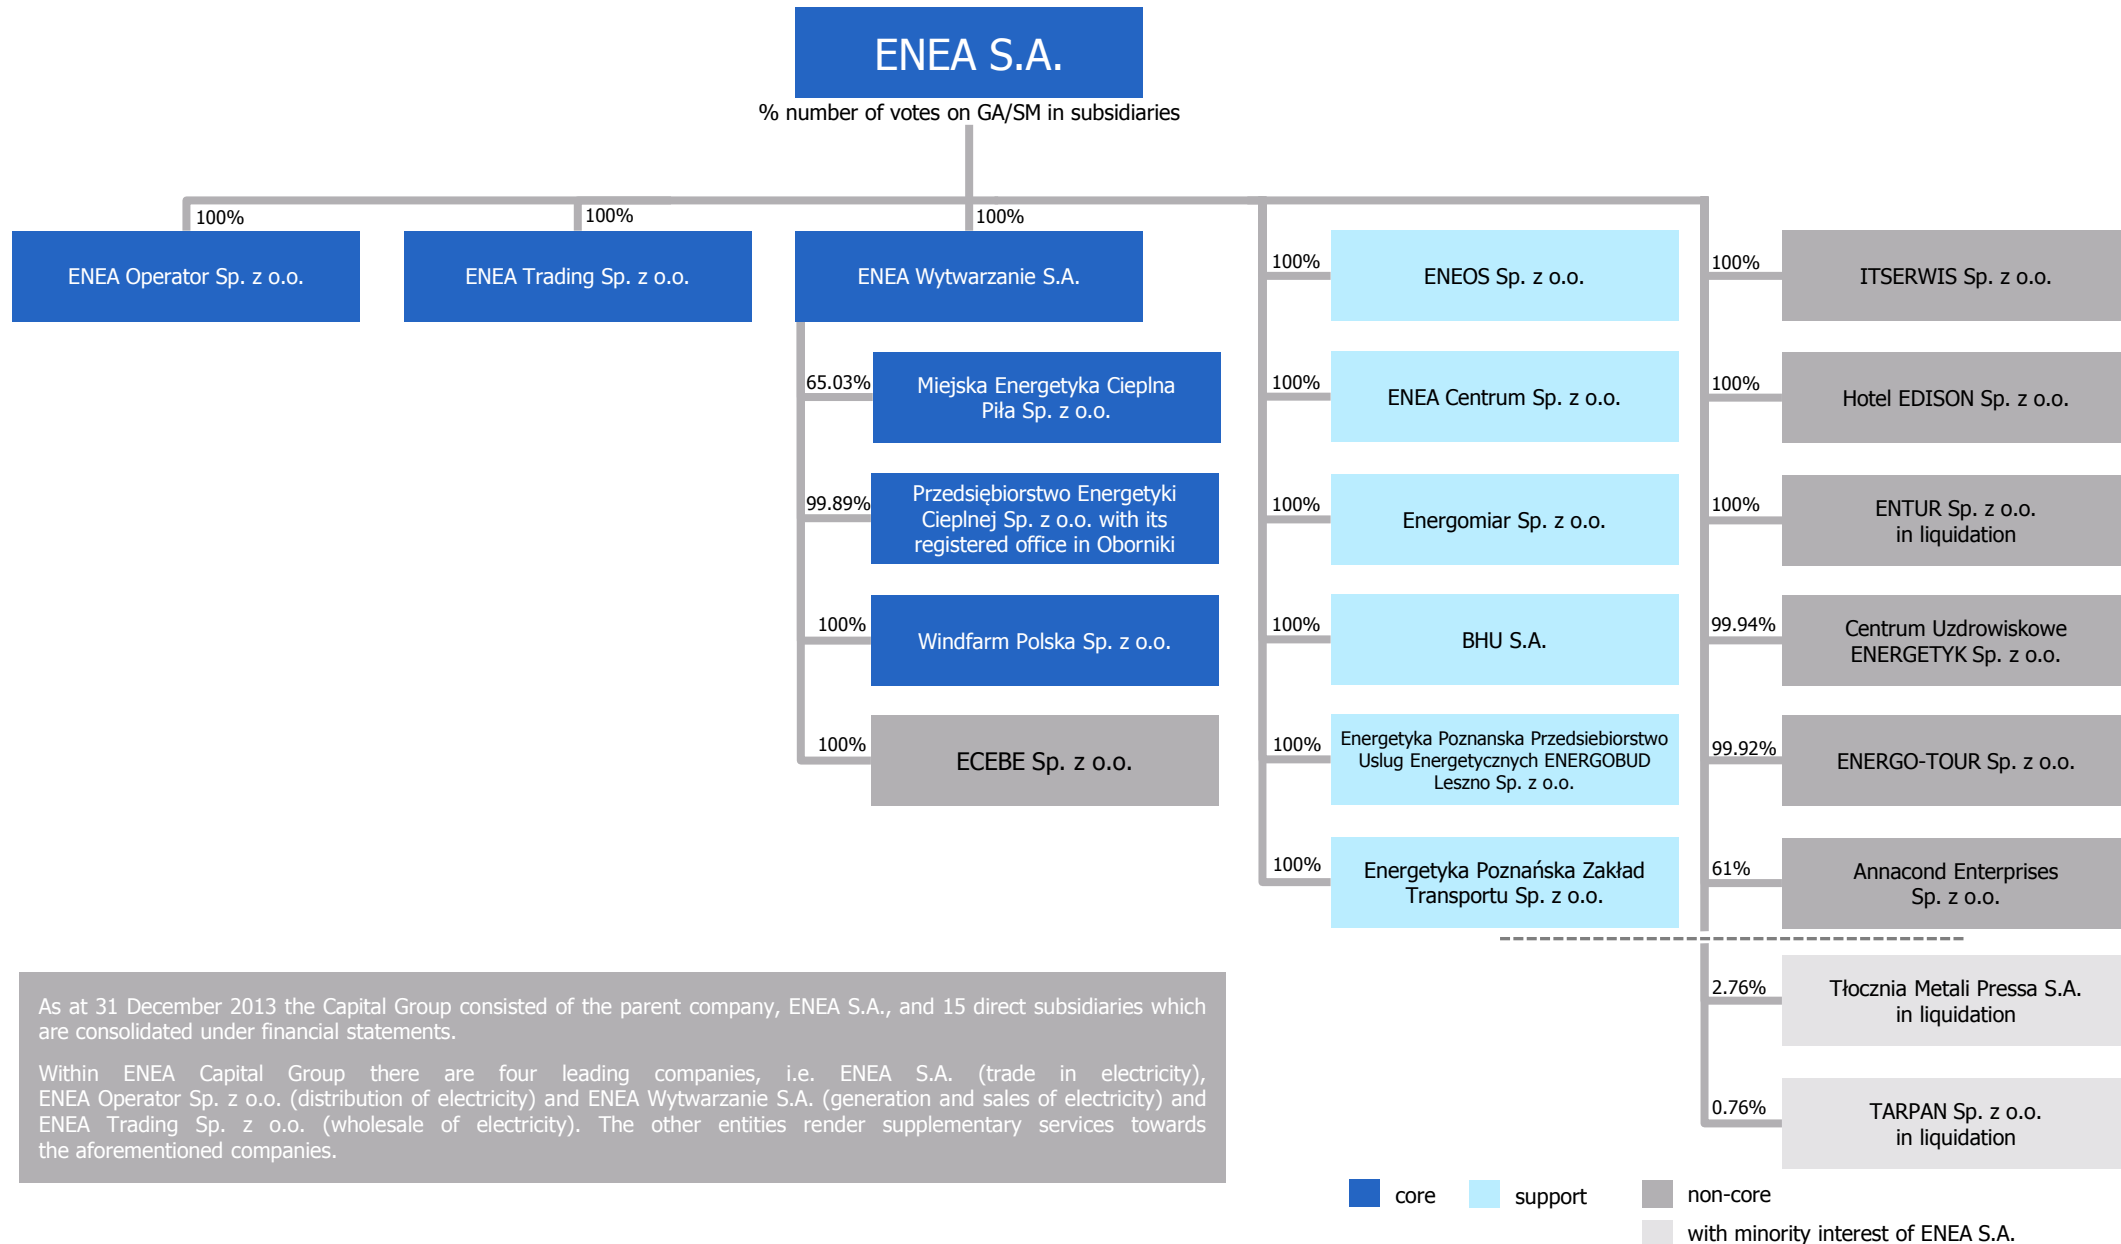 ENEA S.A.
% number of votes on GA/SM in subsidiaries
100%
ENEA Operator Sp. z o.o.
100%
ENEA Trading Sp. z o.o.
100%
ENEA Wytwarzanie S.A.
65.03%
Miejska Energetyka Cieplna
Piła Sp. z o.o.
99.89%
Przedsiębiorstwo Energetyki
Cieplnej Sp. z o.o. with its
registered office in Oborniki
100%
Windfarm Polska Sp. z o.o.
100%
ECEBE Sp. z o.o.
100%
ENEOS Sp. z o.o.
100%
ENEA Centrum Sp. z o.o.
100%
Energomiar Sp. z o.o.
100%
BHU S.A.
100%
Energetyka Poznanska Przedsiebiorstwo
Uslug Energetycznych ENERGOBUD
Leszno Sp. z o.o.
100%
Energetyka Poznańska Zakład
Transportu Sp. z o.o.
100%
ITSERWIS Sp. z o.o.
100%
Hotel EDISON Sp. z o.o.
100%
ENTUR Sp. z o.o.
in liquidation
99.94%
Centrum Uzdrowiskowe
ENERGETYK Sp. z o.o.
99.92%
ENERGO-TOUR Sp. z o.o.
61%
Annacond Enterprises
Sp. z o.o.
2.76%
Tłocznia Metali Pressa S.A.
in liquidation
0.76%
TARPAN Sp. z o.o.
in liquidation
As at 31 December 2013 the Capital Group consisted of the parent company, ENEA S.A., and 15 direct subsidiaries which
are consolidated under financial statements.
Within ENEA Capital Group there are four leading companies, i.e. ENEA S.A. (trade in electricity),
ENEA Operator Sp. z o.o. (distribution of electricity) and ENEA Wytwarzanie S.A. (generation and sales of electricity) and
ENEA Trading Sp. z o.o. (wholesale of electricity). The other entities render supplementary services towards
the aforementioned companies.
core
support
non-core
with minority interest of ENEA S.A.